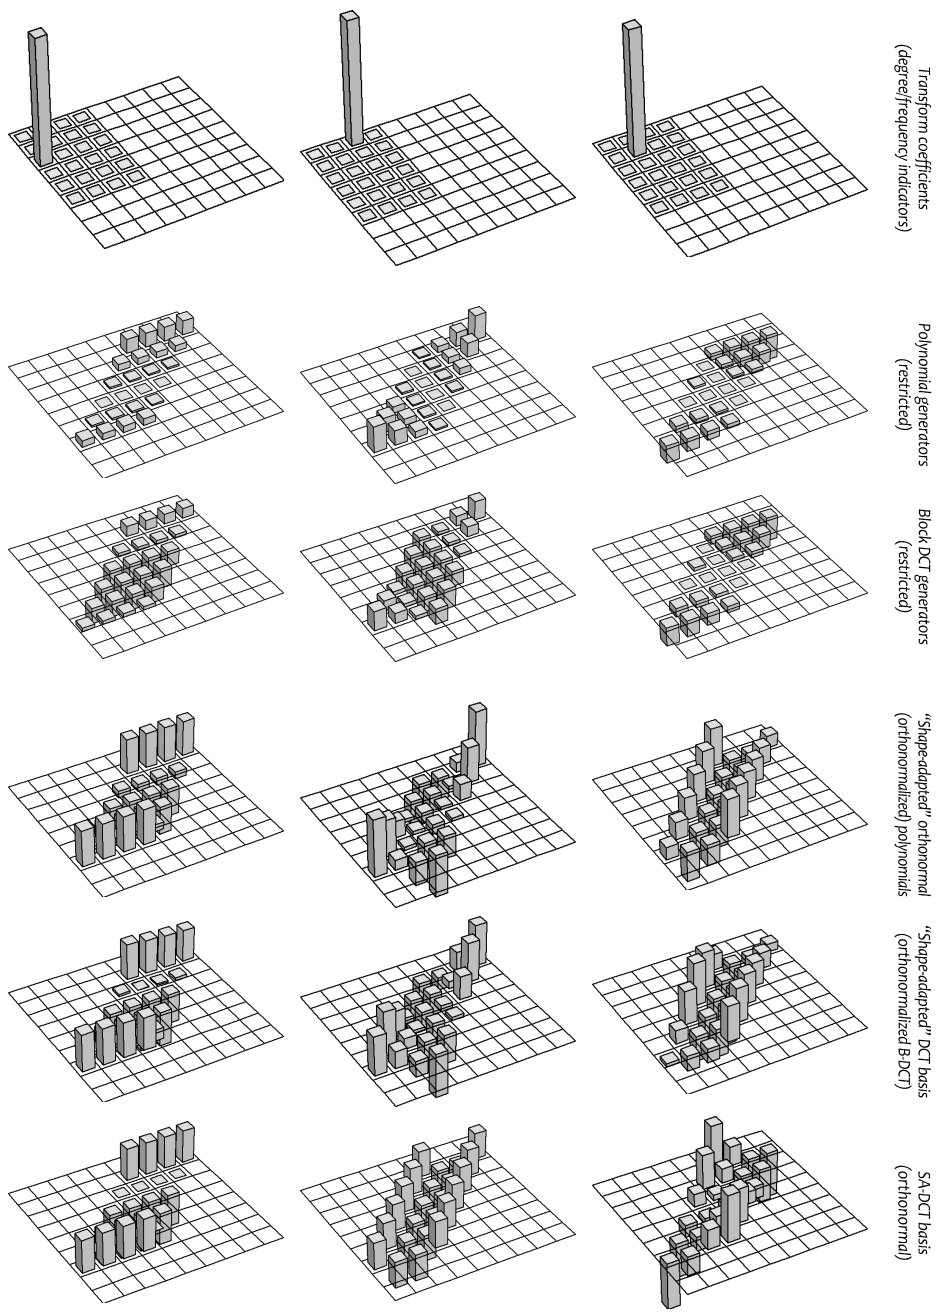 Transform coefficients
(degree/frequency indicators)
Polynomial generators
(restricted)
Block DCT generators
(restricted)
“Shape-adapted” orthonormal
(orthonormalized) polynomials
“Shape-adapted” DCT basis
(orthonormalized B-DCT)
SA-DCT basis
(orthonormal)